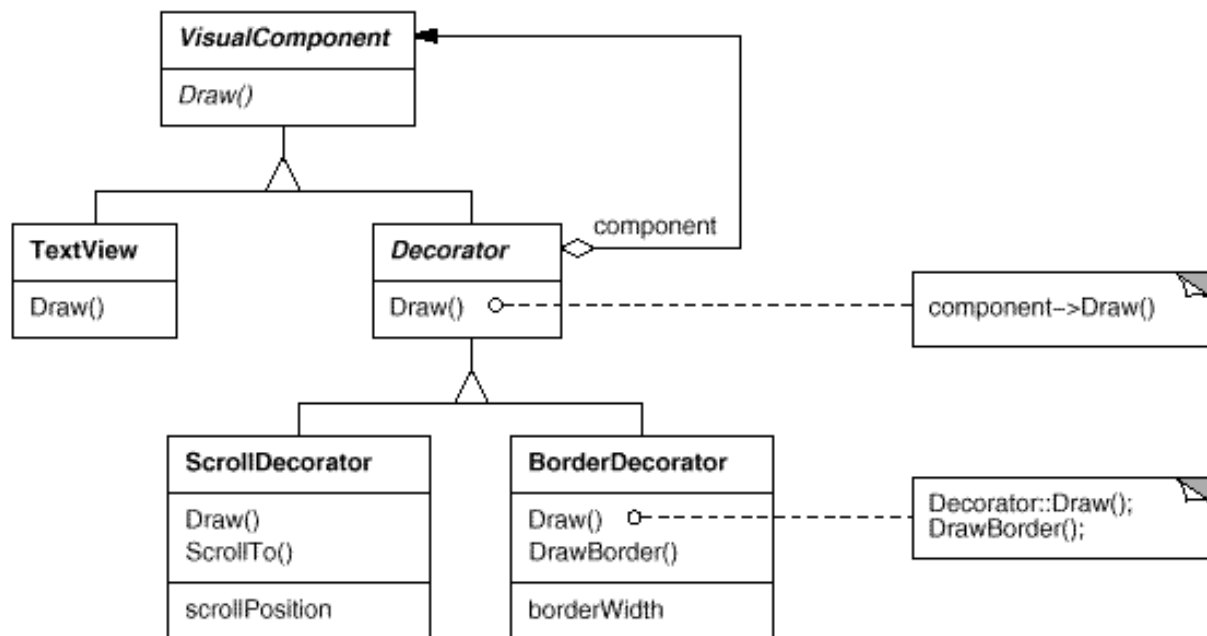 VisualComponent
Draw()
component
TextView
Draw()
Decorator
Draw()
component->Draw()
ScrollDecorator
Draw()
ScrollTo()
scrollPosition
BorderDecorator
Draw()
DrawBorder()
borderWidth
Decorator::Draw();
DrawBorder();